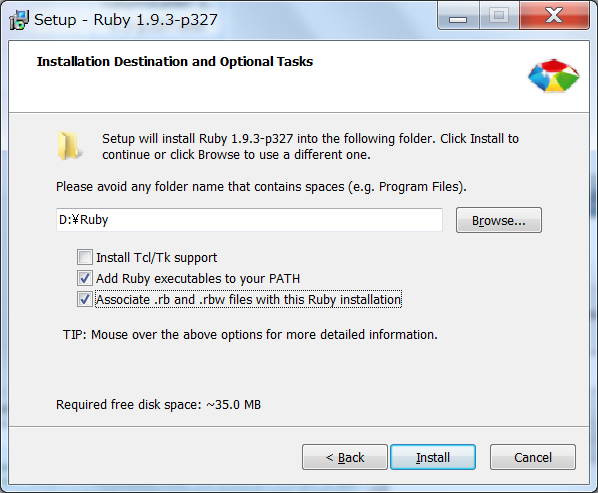 Setup - Ruby 1.9.3-p327
Installation Destination and Optional Tasks
Setup will install Ruby 1.9.3-p327 into the following folder. Click Install to
continue or click Browse to use a different one.
Please avoid any folder name that contains spaces (e.g. Program Files).
D:¥Ruby
Browse...
Install Tcl/Tk support
Add Ruby executables to your PATH
Associate .rb and .rbw files with this Ruby installation
TIP: Mouse over the above options for more detailed information.
Required free disk space: ~35.0 MB
< Back
Install
Cancel